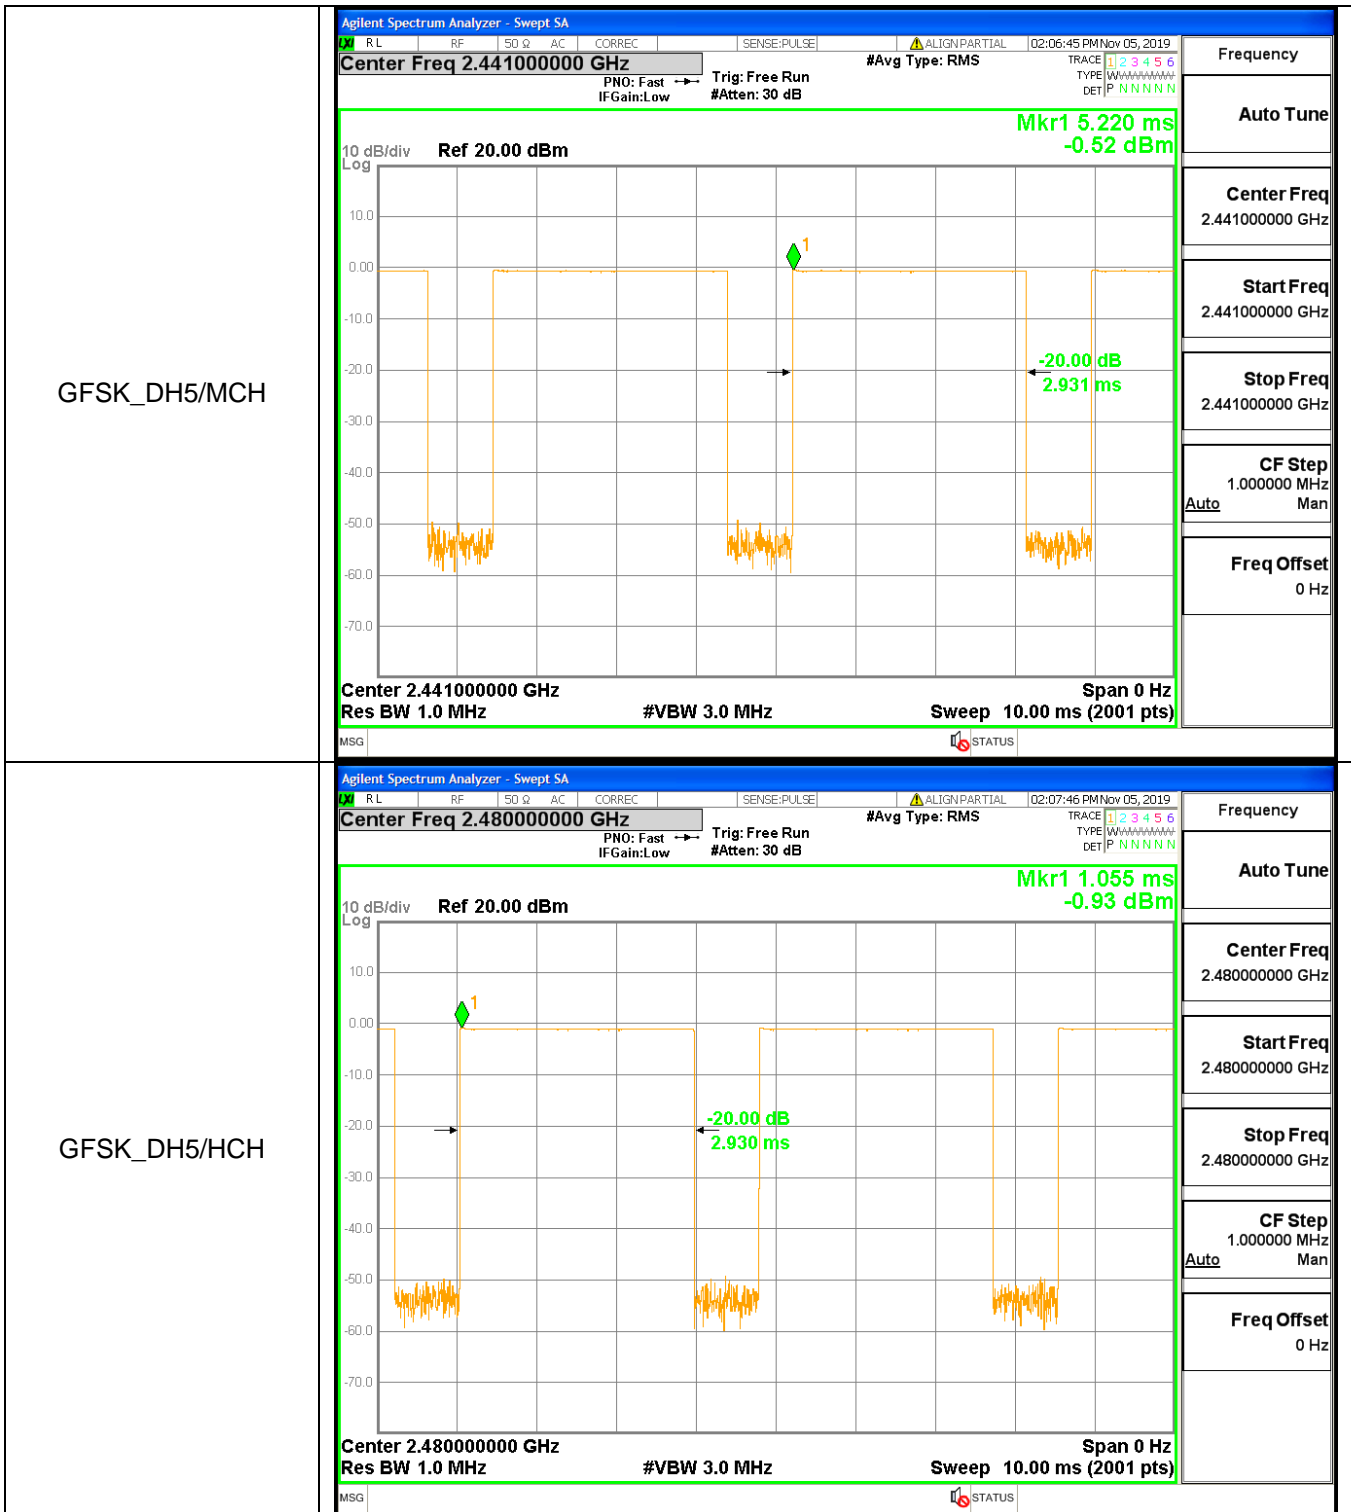 GFSK_DH5/MCH
Agilent Spectrum Analyzer - Swept SA
LXI RL RF 50 Ω AC CORREC SENSE:PULSE ALIGN PARTIAL 02:06:45 PM Nov 05, 2019
Center Freq 2.441000000 GHz
PNO: Fast
IFGain:Low
Trig: Free Run
#Atten: 30 dB
#Avg Type: RMS
TRACE 1 2 3 4 5 6
TYPE
DET P N N N N N
Mkr1 5.220 ms
-0.52 dBm
10 dB/div
Log
Ref 20.00 dBm
10.0
0.00
-10.0
-20.0
-30.0
-40.0
-50.0
-60.0
-70.0
1
-20.00 dB
2.931 ms
Center 2.441000000 GHz
Span 0 Hz
Res BW 1.0 MHz
#VBW 3.0 MHz
Sweep 10.00 ms (2001 pts)
MSG
STATUS
Frequency
Auto Tune
Center Freq
2.441000000 GHz
Start Freq
2.441000000 GHz
Stop Freq
2.441000000 GHz
CF Step
1.000000 MHz
Auto Man
Freq Offset
0 Hz
GFSK_DH5/HCH
Agilent Spectrum Analyzer - Swept SA
LXI RL RF 50 Ω AC CORREC SENSE:PULSE ALIGN PARTIAL 02:07:46 PM Nov 05, 2019
Center Freq 2.480000000 GHz
PNO: Fast
IFGain:Low
Trig: Free Run
#Atten: 30 dB
#Avg Type: RMS
TRACE 1 2 3 4 5 6
TYPE
DET P N N N N N
Mkr1 1.055 ms
-0.93 dBm
10 dB/div
Log
Ref 20.00 dBm
10.0
0.00
-10.0
-20.0
-30.0
-40.0
-50.0
-60.0
-70.0
1
-20.00 dB
2.930 ms
Center 2.480000000 GHz
Span 0 Hz
Res BW 1.0 MHz
#VBW 3.0 MHz
Sweep 10.00 ms (2001 pts)
MSG
STATUS
Frequency
Auto Tune
Center Freq
2.480000000 GHz
Start Freq
2.480000000 GHz
Stop Freq
2.480000000 GHz
CF Step
1.000000 MHz
Auto Man
Freq Offset
0 Hz